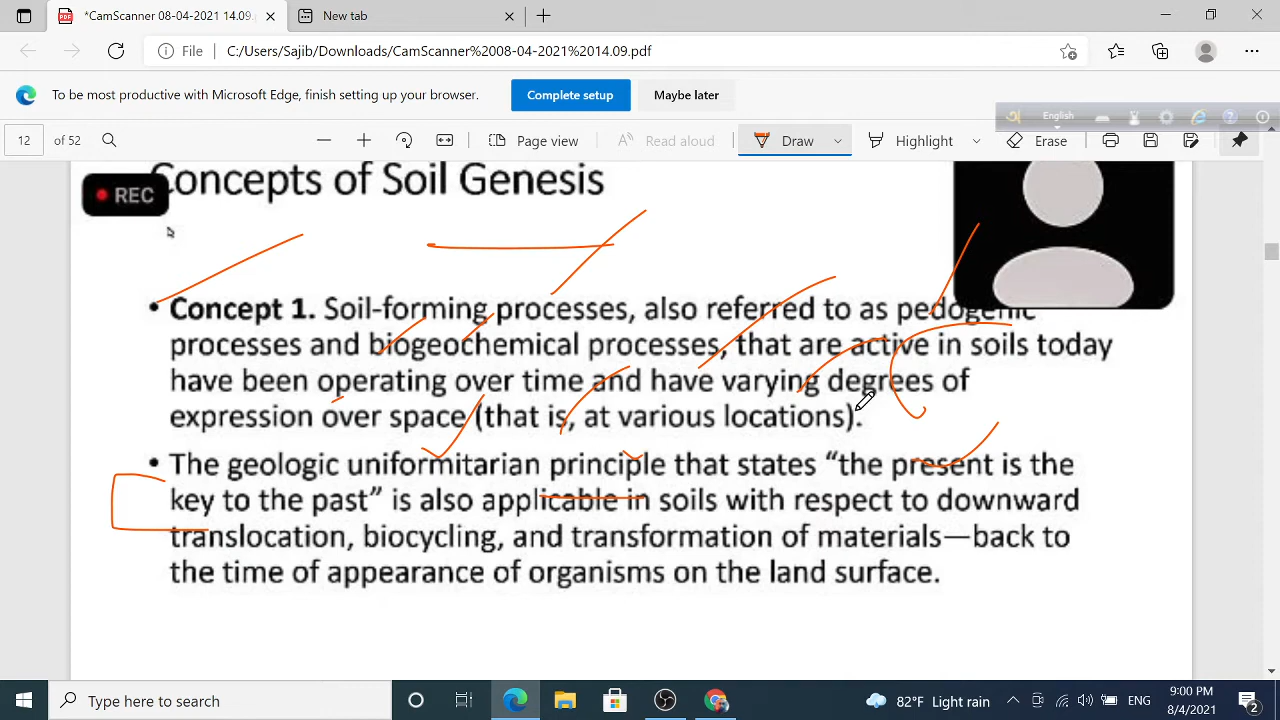 *CamScanner 08-04-2021 14.09.
New tab
File
C:/Users/Sajib/Downloads/CamScanner%2008-04-2021%2014.09.pdf
To be most productive with Microsoft Edge, finish setting up your browser.
Complete setup
Maybe later
English
12 of 52
Page view
Read aloud
Draw
Highlight
Erase
Concepts of Soil Genesis
REC
• Concept 1. Soil-forming processes, also referred to as pedogenic
processes and biogeochemical processes, that are active in soils today
have been operating over time and have varying degrees of
expression over space (that is, at various locations).
• The geologic uniformitarian principle that states “the present is the
key to the past” is also applicable in soils with respect to downward
translocation, biocycling, and transformation of materials—back to
the time of appearance of organisms on the land surface.
Type here to search
82°F Light rain
ENG
9:00 PM
8/4/2021
2